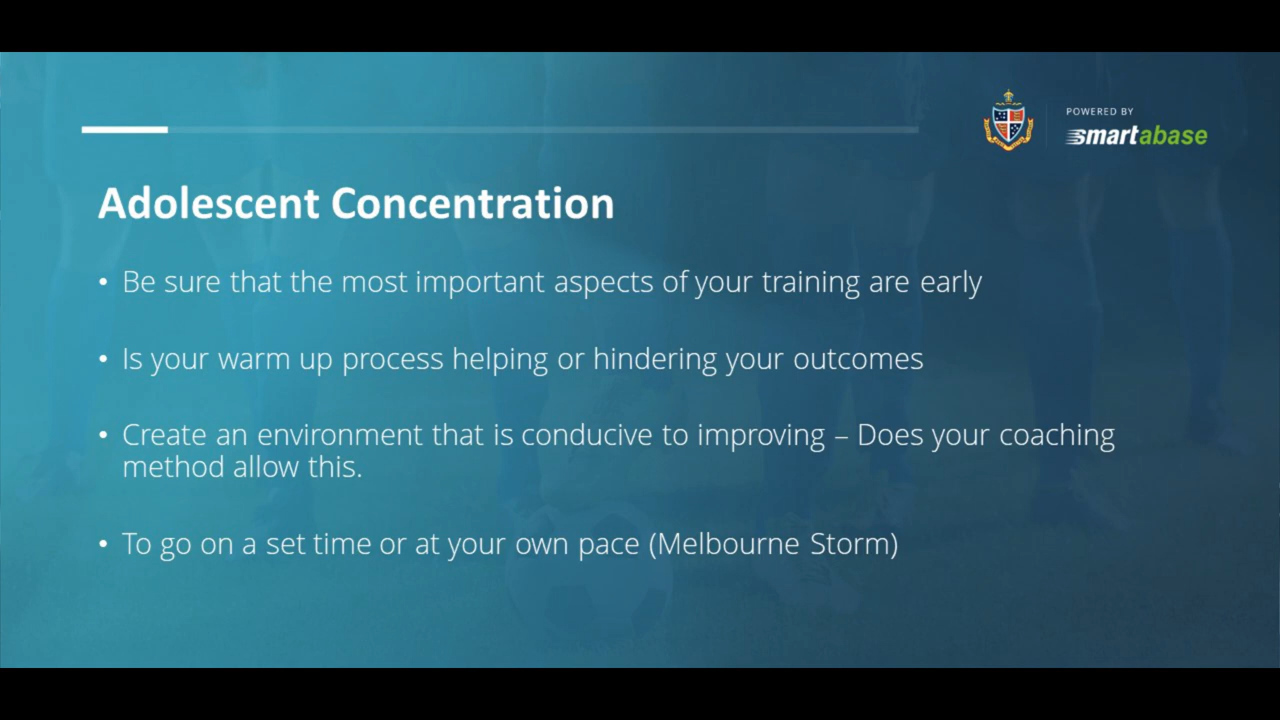 POWERED BY
smartabase
Adolescent Concentration
• Be sure that the most important aspects of your training are early
• Is your warm up process helping or hindering your outcomes
• Create an environment that is conducive to improving – Does your coaching
method allow this.
• To go on a set time or at your own pace (Melbourne Storm)